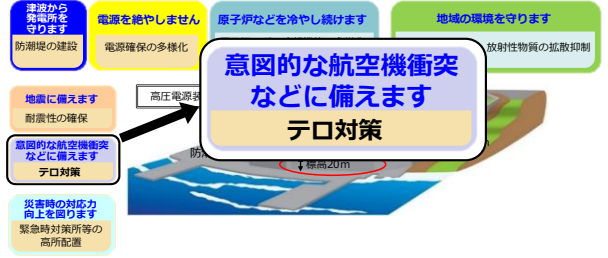 津波から
発電所を
守ります
防潮堤の建設
電源を絶やしません
電源確保の多様化
原子炉などを冷やし続けます
地域の環境を守ります
放射性物質の拡散抑制
地震に備えます
耐震性の確保
高圧電源装
意図的な航空機衝突
などに備えます
テロ対策
意図的な航空機衝突
などに備えます
テロ対策
防潮
標高20m
災害時の対応力
向上を図ります
緊急時対策所等の
高所配置